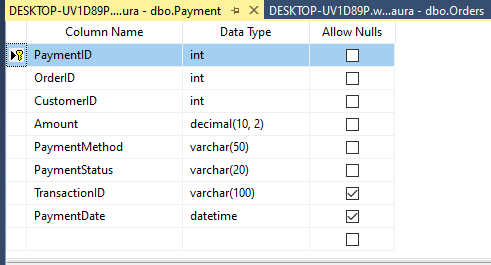 DESKTOP-UV1D89P....ura - dbo.Payment DESKTOP-UV1D89P.w...aura - dbo.Orders
Column Name Data Type Allow Nulls
PaymentID int
OrderID int
CustomerID int
Amount decimal(10, 2)
PaymentMethod varchar(50)
PaymentStatus varchar(20)
TransactionID varchar(100)
PaymentDate datetime